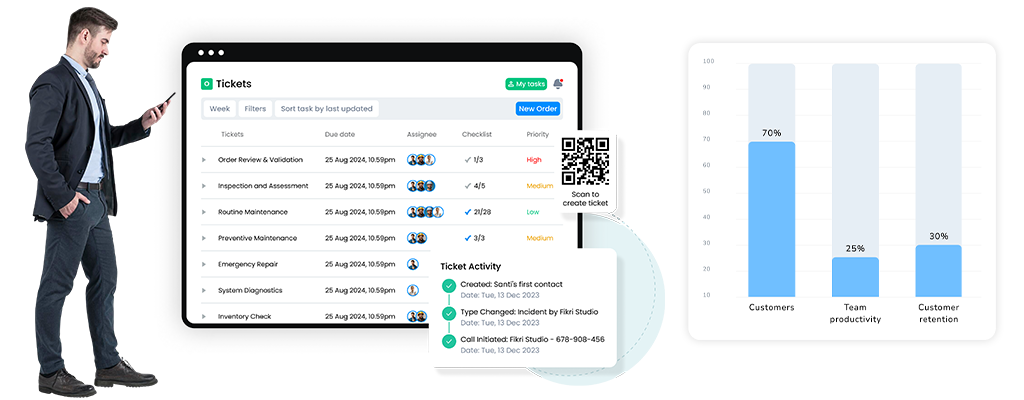 Tickets
My tasks
Week
Filters
Sort task by last updated
New Order
Tickets Due date Assignee Checklist Priority
Order Review & Validation 25 Aug 2024, 10.59pm 1/3 High
Inspection and Assessment 25 Aug 2024, 10.59pm 4/5 Medium
Routine Maintenance 25 Aug 2024, 10.59pm 21/28 Low
Preventive Maintenance 25 Aug 2024, 10.59pm 3/3 Medium
Emergency Repair 25 Aug 2024, 10.59pm
System Diagnostics 25 Aug 2024, 10.59pm
Inventory Check 25 Aug 2024, 10.59pm
Scan to
create ticket
Ticket Activity
Created: Santi's first contact
Date: Tue, 13 Dec 2023
Type Changed: Incident by Fikri Studio
Date: Tue, 13 Dec 2023
Call Initiated: Fikri Studio - 678-908-456
Date: Tue, 13 Dec 2023
100
90
80
70
60
50
40
30
20
10
70%
25%
30%
Customers
Team
productivity
Customer
retention